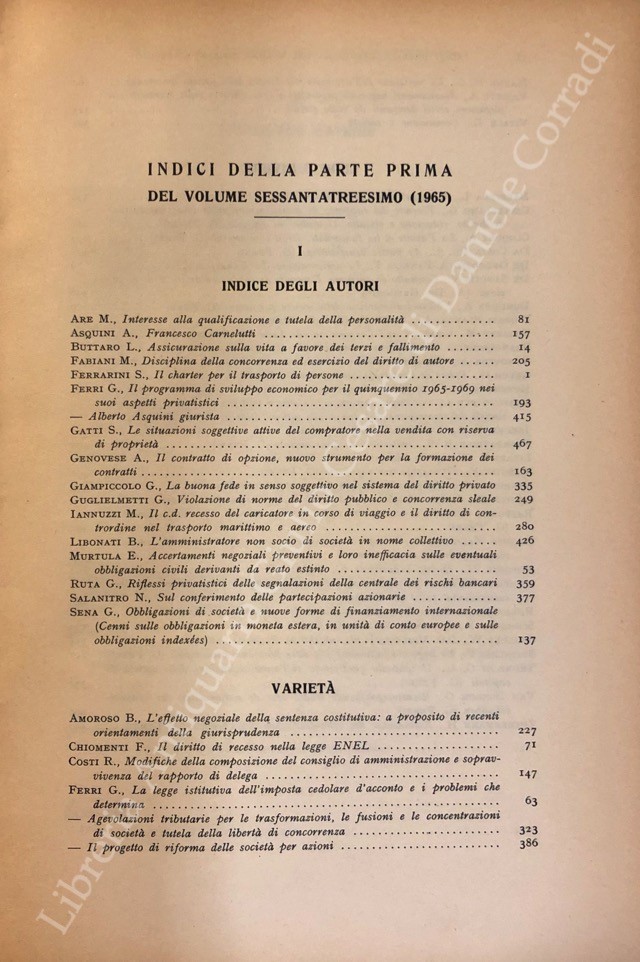 INDICI DELLA PARTE PRIMA
DEL VOLUME SESSANTATREESIMO (1965)
I
INDICE DEGLI AUTORI
ARE M., Interesse alla qualificazione e tutela della personalità .............. 81
ASQUINI A., Francesco Carnelutti .............. 157
BUTTARO L., Assicurazione sulla vita a favore dei terzi e fallimento .......... 14
FABIANI M., Disciplina della concorrenza ed esercizio del diritto di autore ...... 205
FERRARINI S., Il charter per il trasporto di persone .............. 1
FERRI G., Il programma di sviluppo economico per il quinquennio 1965-1969 nei
suoi aspetti privatistici .............. 193
— Alberto Asquini giurista .............. 415
GATTI S., Le situazioni soggettive attive del compratore nella vendita con riserva
di proprietà .............. 467
GENOVESE A., Il contratto di opzione, nuovo strumento per la formazione dei
contratti .............. 163
GIAMPICCOLO G., La buona fede in senso soggettivo nel sistema del diritto privato 335
GUGLIELMETTI G., Violazione di norme del diritto pubblico e concorrenza sleale 249
IANNUZZI M., Il c.d. recesso del caricatore in corso di viaggio e il diritto di con-
trordine nel trasporto marittimo e aereo .............. 280
LIBONATI B., L'amministratore non socio di società in nome collettivo ...... 426
MURTULA E., Accertamenti negoziali preventivi e loro inefficacia sulle eventuali
obbligazioni civili derivanti da reato estinto .............. 53
RUTA G., Riflessi privatistici delle segnalazioni della centrale dei rischi bancari 359
SALANITRO N., Sul conferimento delle partecipazioni azionarie .............. 377
SENA G., Obbligazioni di società e nuove forme di finanziamento internazionale
(Cenni sulle obbligazioni in moneta estera, in unità di conto europee e sulle
obbligazioni indexées) .............. 137
VARIETÀ
AMOROSO B., L'effetto negoziale della sentenza costitutiva: a proposito di recenti
orientamenti della giurisprudenza .............. 227
CHIOMENTI F., Il diritto di recesso nella legge ENEL .............. 71
COSTI R., Modifiche della composizione del consiglio di amministrazione e soprav-
vivenza del rapporto di delega .............. 147
FERRI G., La legge istitutiva dell'imposta cedolare d'acconto e i problemi che
determina .............. 63
— Agevolazioni tributarie per le trasformazioni, le fusioni e le concentrazioni
di società e tutela della libertà di concorrenza .............. 323
— Il progetto di riforma delle società per azioni .............. 386
Daniele Corradi